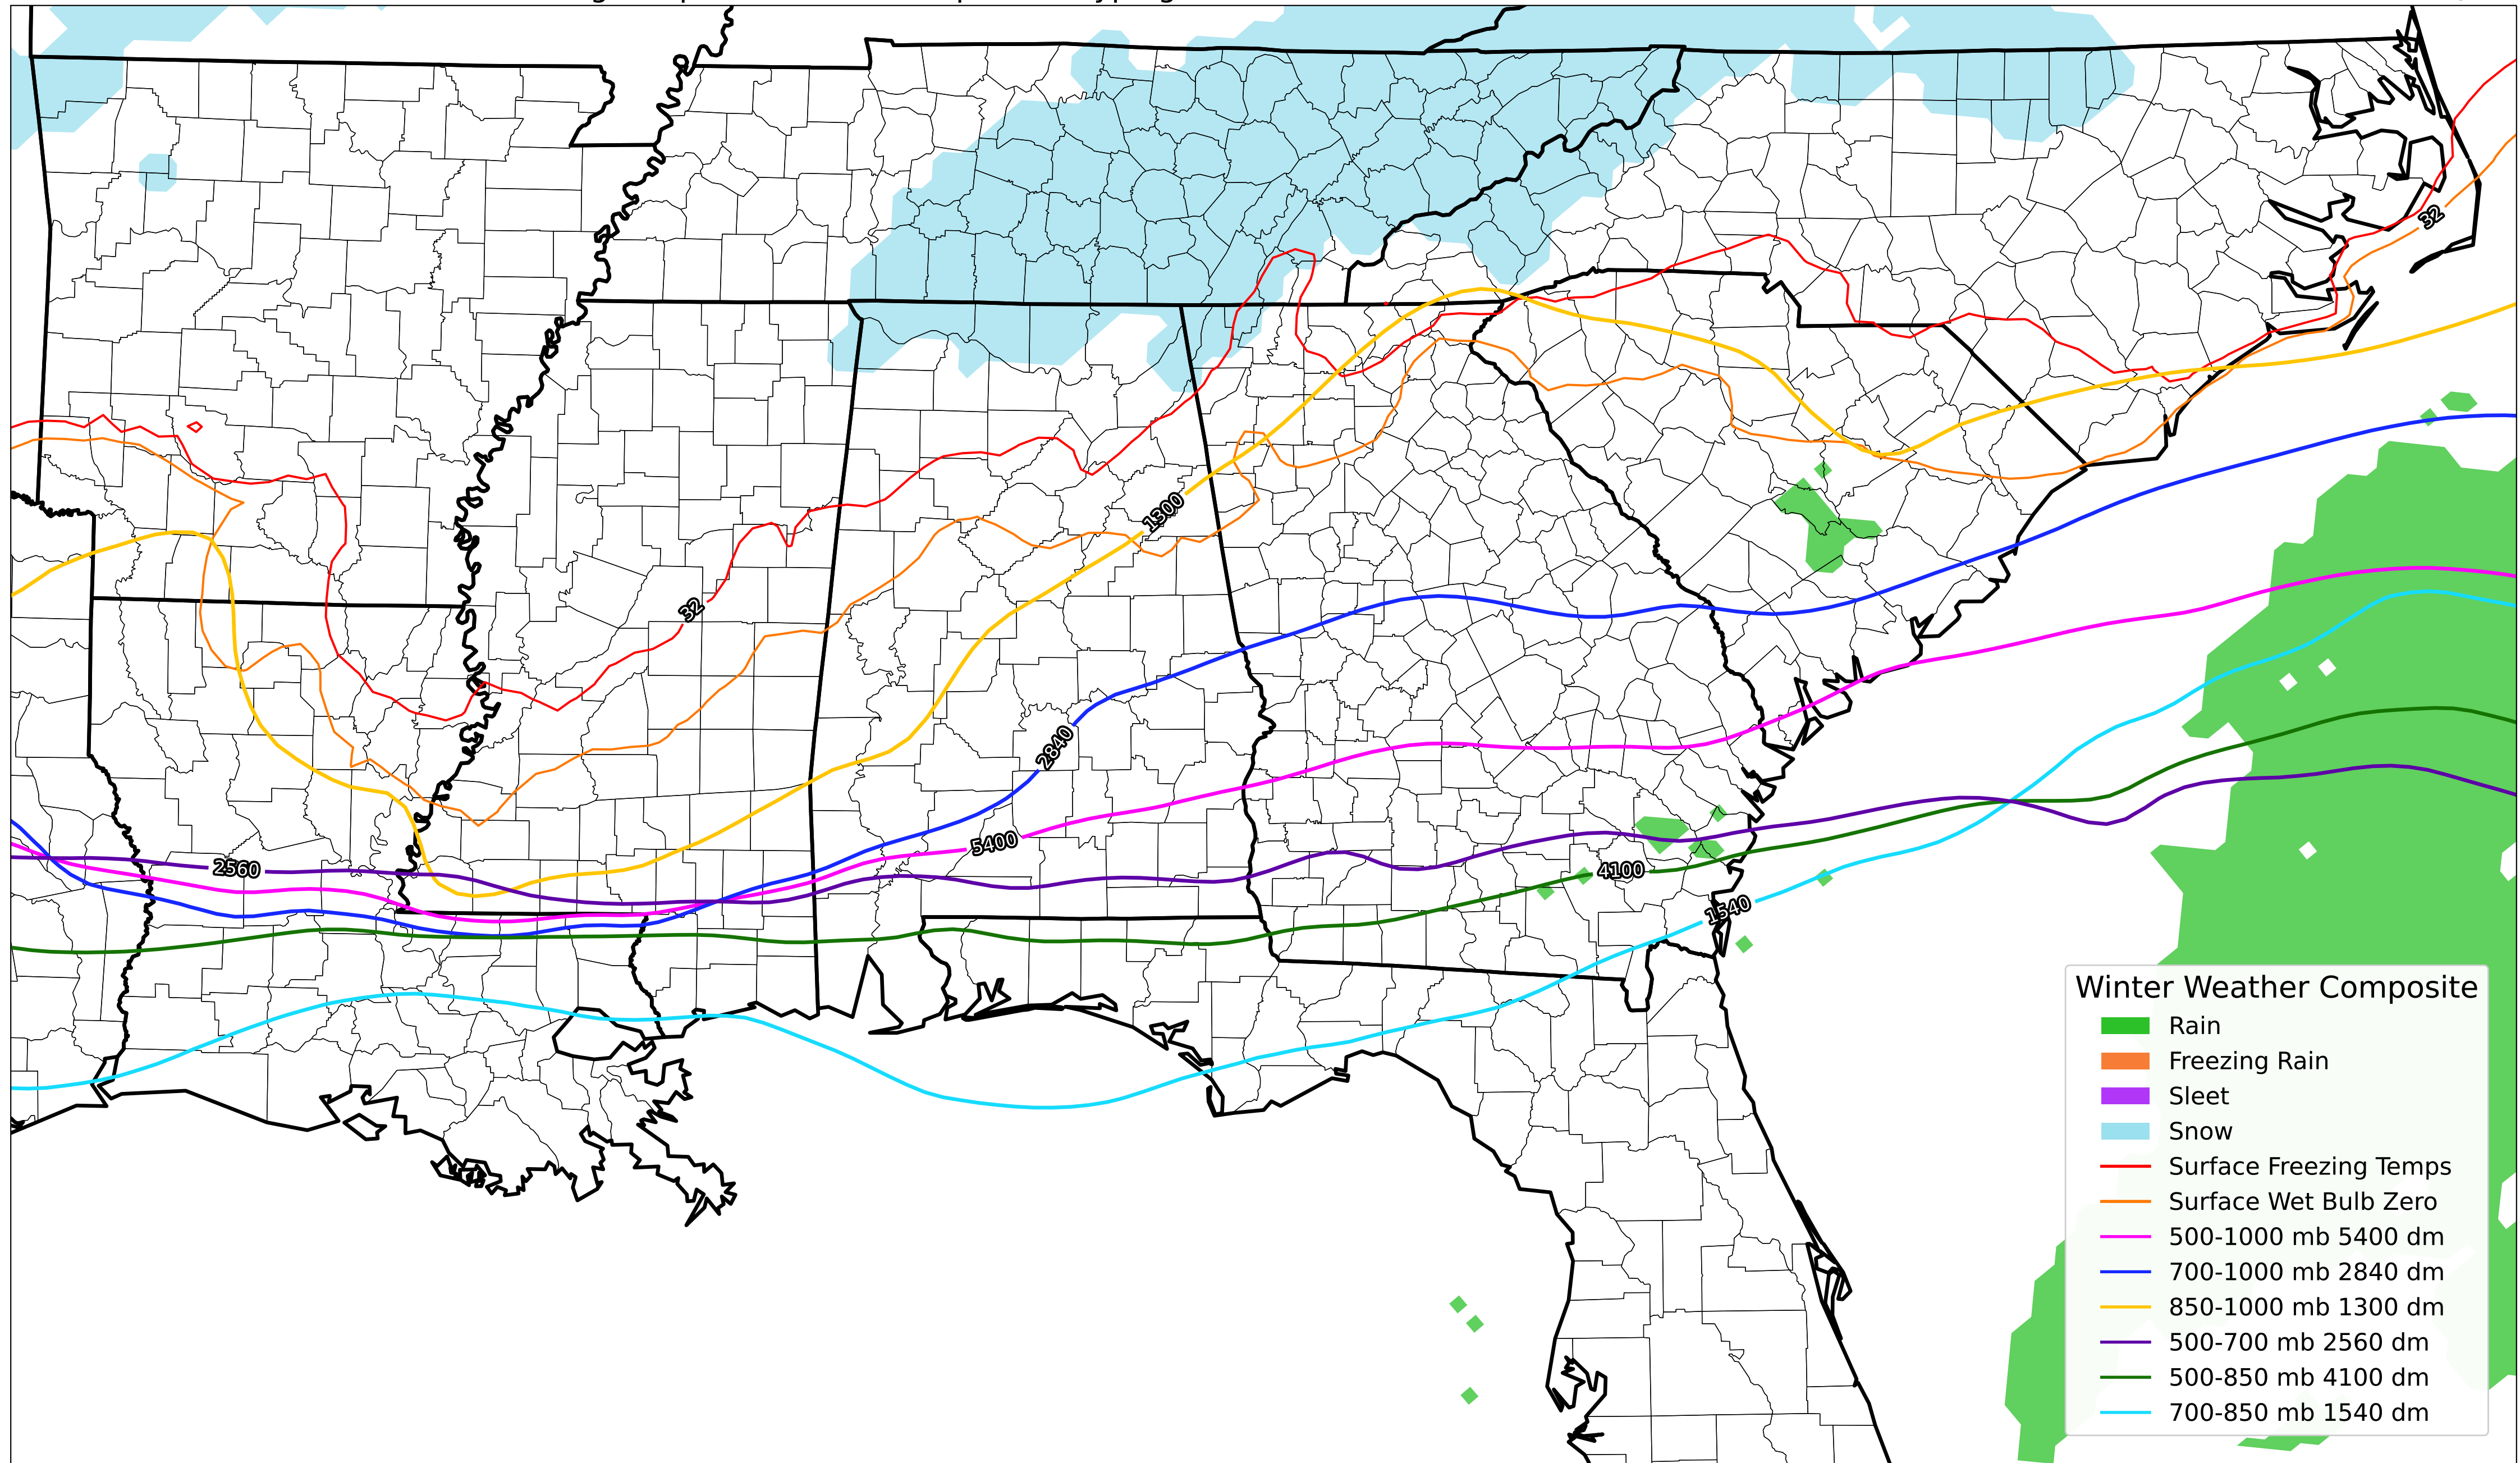 32
1300
32
2840
5400
2560
4100
1540
Winter Weather Composite
Rain
Freezing Rain
Sleet
Snow
Surface Freezing Temps
Surface Wet Bulb Zero
500-1000 mb 5400 dm
700-1000 mb 2840 dm
850-1000 mb 1300 dm
500-700 mb 2560 dm
500-850 mb 4100 dm
700-850 mb 1540 dm